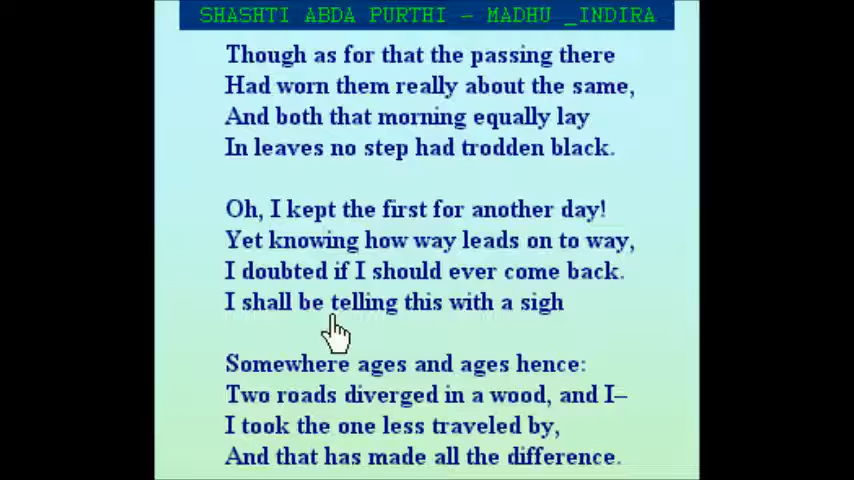 SHASHTI ABDA PURTHI - MADHU _INDIRA
Though as for that the passing there
Had worn them really about the same,
And both that morning equally lay
In leaves no step had trodden black.
Oh, I kept the first for another day!
Yet knowing how way leads on to way,
I doubted if I should ever come back.
I shall be telling this with a sigh
Somewhere ages and ages hence:
Two roads diverged in a wood, and I–
I took the one less traveled by,
And that has made all the difference.